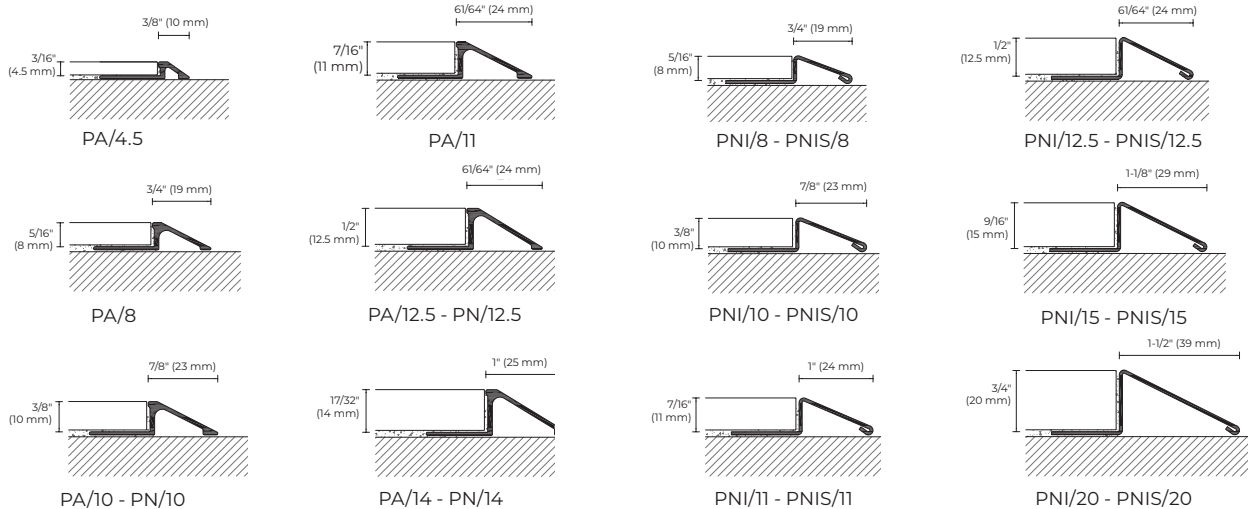 3/8" (10 mm)
3/16"
(4.5 mm)
PA/4.5
61/64" (24 mm)
7/16"
(11 mm)
PA/11
3/4" (19 mm)
5/16"
(8 mm)
PNI/8 - PNIS/8
61/64" (24 mm)
1/2"
(12.5 mm)
PNI/12.5 - PNIS/12.5
3/4" (19 mm)
5/16"
(8 mm)
PA/8
61/64" (24 mm)
1/2"
(12.5 mm)
PA/12.5 - PN/12.5
7/8" (23 mm)
3/8"
(10 mm)
PNI/10 - PNIS/10
1-1/8" (29 mm)
9/16"
(15 mm)
PNI/15 - PNIS/15
7/8" (23 mm)
3/8"
(10 mm)
PA/10 - PN/10
1" (25 mm)
17/32"
(14 mm)
PA/14 - PN/14
1" (24 mm)
7/16"
(11 mm)
PNI/11 - PNIS/11
1-1/2" (39 mm)
3/4"
(20 mm)
PNI/20 - PNIS/20